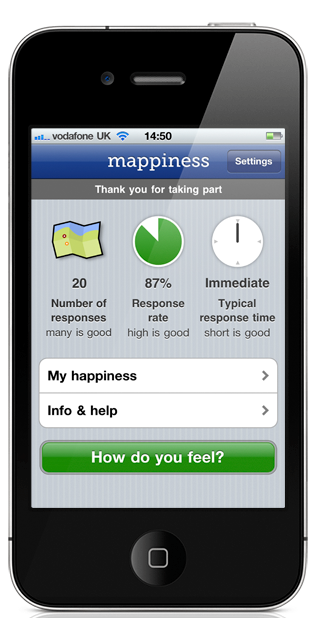 vodafone UK 14:50
mappiness Settings
Thank you for taking part
20 87% Immediate
Number of responses Response rate Typical response time
many is good high is good short is good
My happiness
Info & help
How do you feel?